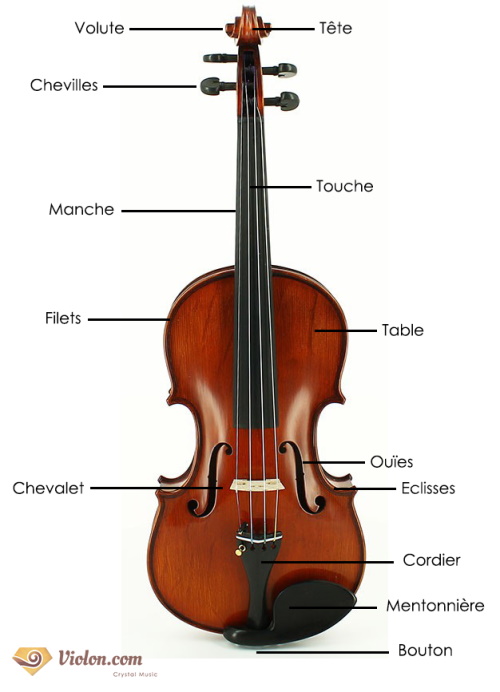 Volute
Tête
Chevilles
Touche
Manche
Filets
Table
Ouïes
Chevalet
Eclisses
Cordier
Mentonnière
Bouton
Violon.com
Crystal Music